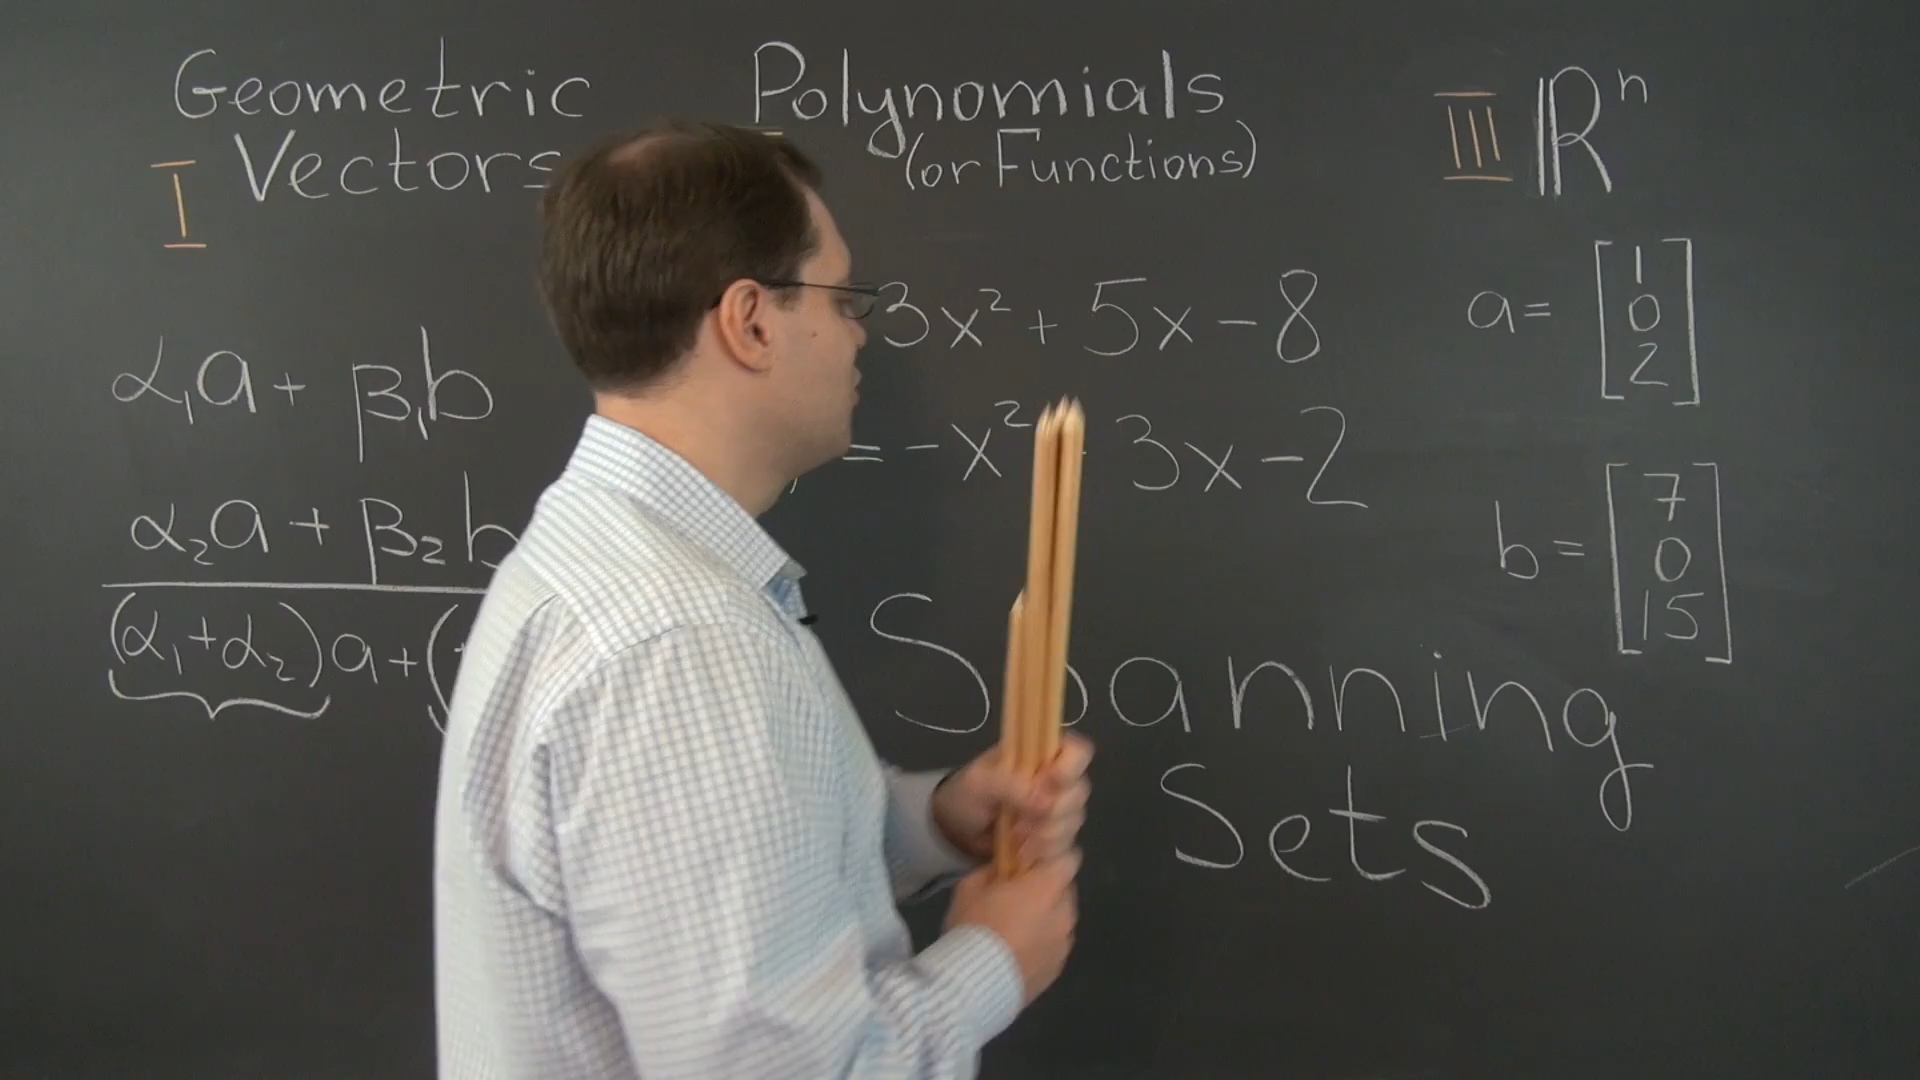 Geometric
I Vectors
α₁a + β₁b
α₂a + β₂b
(α₁+α₂)a+(
Polynomials
(or Functions)
3x² + 5x - 8
= -x² 3x - 2
Spanning
Sets
III ℝⁿ
a = [1 0 2]
b = [7 0 15]